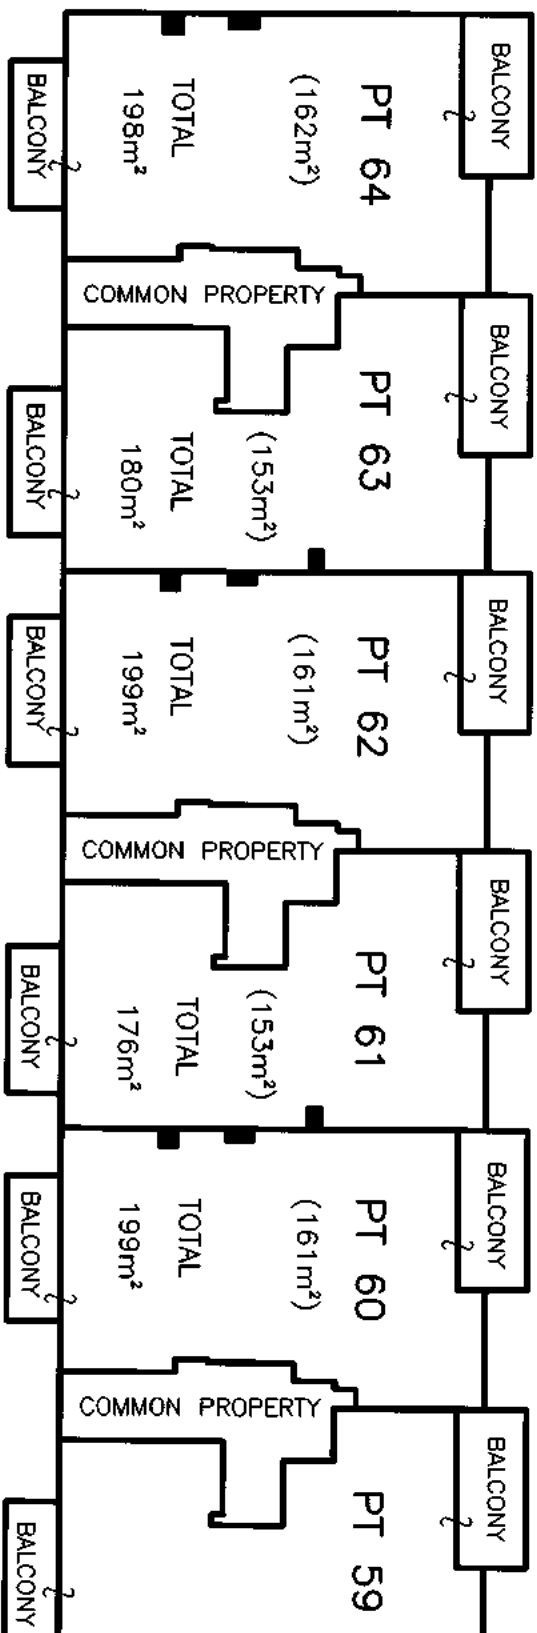 BALCONY
PT 64
(162m²)
TOTAL
198m²
BALCONY
COMMON PROPERTY
BALCONY
PT 63
(153m²)
TOTAL
180m²
BALCONY
BALCONY
PT 62
(161m²)
TOTAL
199m²
BALCONY
COMMON PROPERTY
BALCONY
PT 61
(153m²)
TOTAL
176m²
BALCONY
BALCONY
PT 60
(161m²)
TOTAL
199m²
BALCONY
COMMON PROPERTY
BALCONY
PT 59
BALCONY